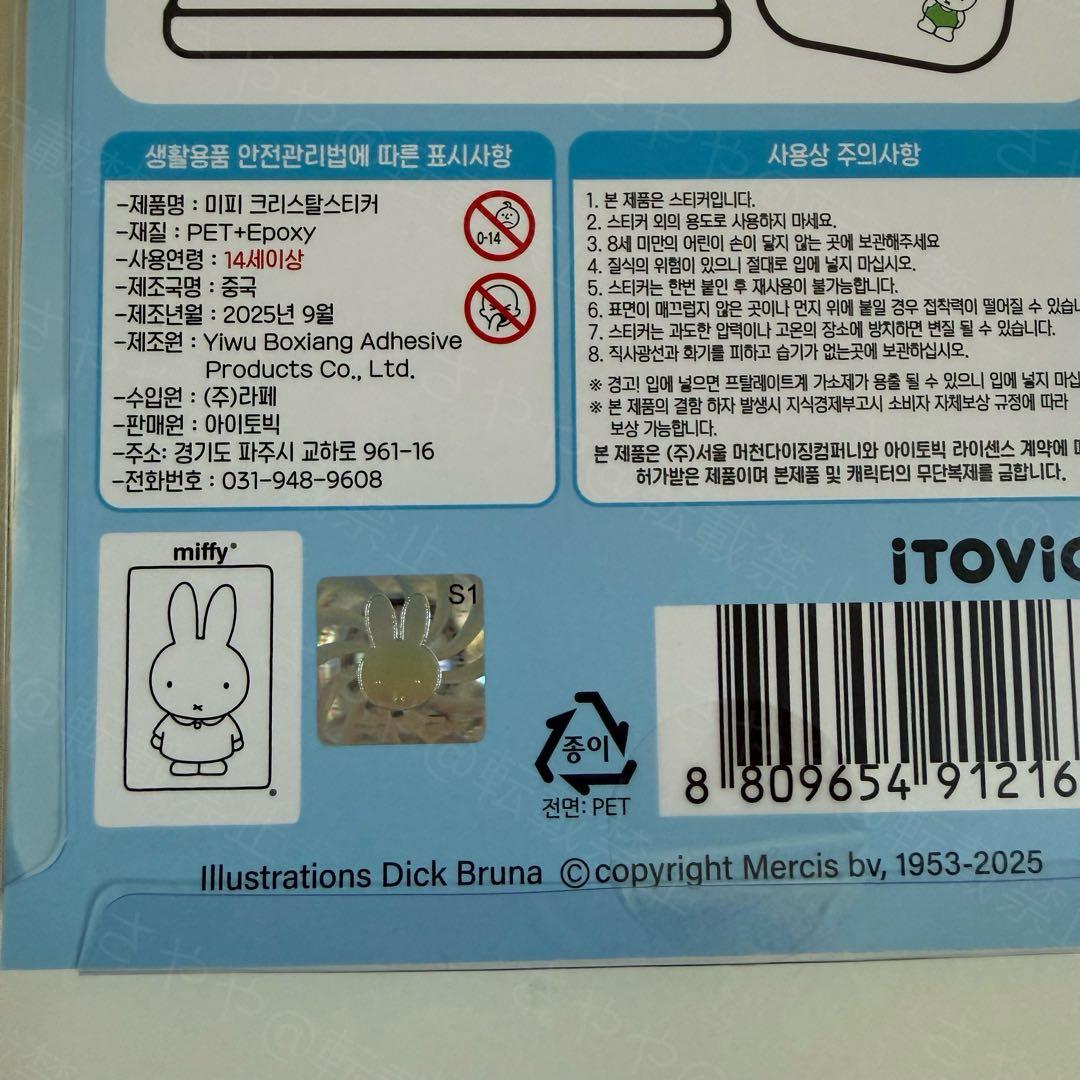 생활용품 안전관리법에 따른 표시사항
-제품명 : 미피 크리스탈스티커
-재질 : PET+Epoxy
-사용연령 : 14세이상
-제조국명 : 중국
-제조년월 : 2025년 9월
-제조원 : Yiwu Boxiang Adhesive
Products Co., Ltd.
-수입원 : (주)라페
-판매원 : 아이토빅
-주소: 경기도 파주시 교하로 961-16
-전화번호 : 031-948-9608
0-14
사용상 주의사항
1. 본 제품은 스티커입니다.
2. 스티커 외의 용도로 사용하지 마세요.
3. 8세 미만의 어린이 손이 닿지 않는 곳에 보관해주세요
4. 질식의 위험이 있으니 절대로 입에 넣지 마십시오.
5. 스티커는 한번 붙인 후 재사용이 불가능합니다.
6. 표면이 매끄럽지 않은 곳이나 먼지 위에 붙일 경우 접착력이 떨어질 수 있습
7. 스티커는 과도한 압력이나 고온의 장소에 방치하면 변질 될 수 있습니다.
8. 직사광선과 화기를 피하고 습기가 없는곳에 보관하십시오.
※ 경고! 입에 넣으면 프탈레이트계 가소제가 용출 될 수 있으니 입에 넣지 마십
※ 본 제품의 결함 하자 발생시 지식경제부고시 소비자 자체보상 규정에 따라
보상 가능합니다.
본 제품은 (주)서울 머천다이징컴퍼니와 아이토빅 라이센스 계약에
허가받은 제품이며 본제품 및 캐릭터의 무단복제를 금합니다.
miffy
S1
iTOViC
종이
전면: PET
8 809654 91216
Illustrations Dick Bruna © copyright Mercis bv, 1953-2025
さやや@転載禁止